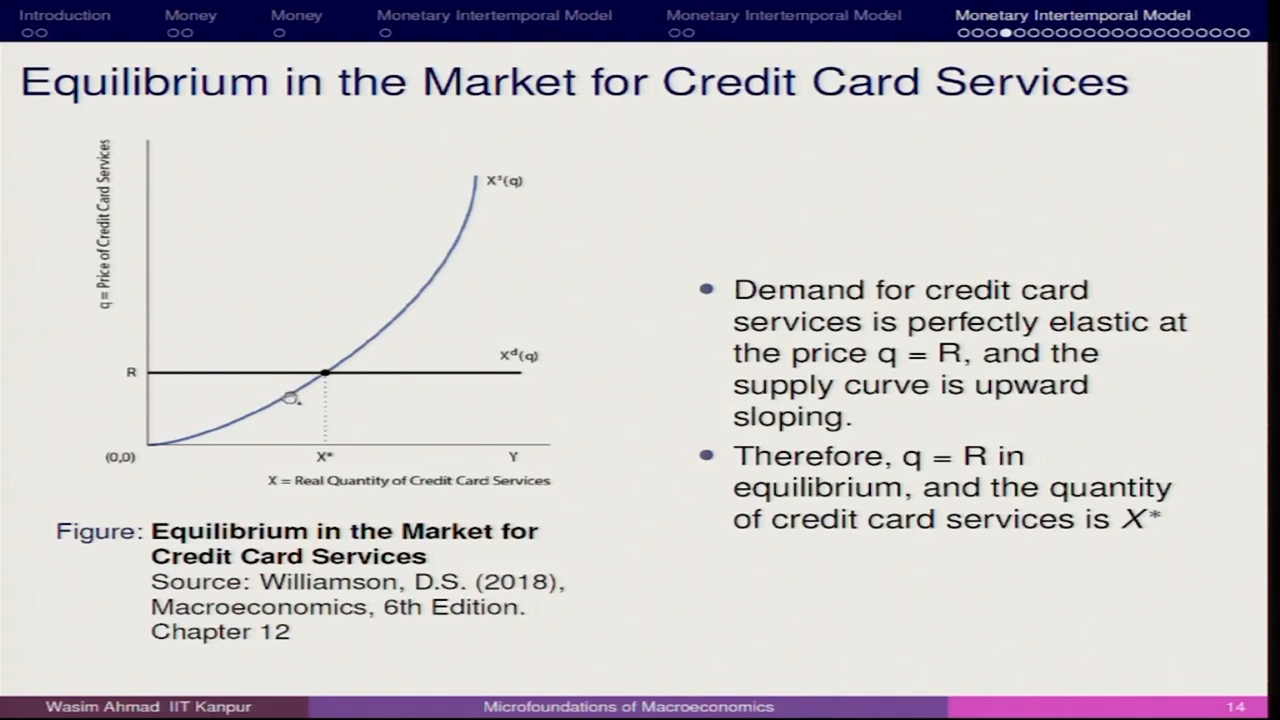 Introduction Money Money Monetary Intertemporal Model Monetary Intertemporal Model Monetary Intertemporal Model
Equilibrium in the Market for Credit Card Services
q = Price of Credit Card Services
Xˢ(q)
Xᵈ(q)
R
(0,0) X* Y
X = Real Quantity of Credit Card Services
Figure: Equilibrium in the Market for
Credit Card Services
Source: Williamson, D.S. (2018),
Macroeconomics, 6th Edition.
Chapter 12
Demand for credit card
services is perfectly elastic at
the price q = R, and the
supply curve is upward
sloping.
Therefore, q = R in
equilibrium, and the quantity
of credit card services is X*
Wasim Ahmad IIT Kanpur Microfoundations of Macroeconomics 14